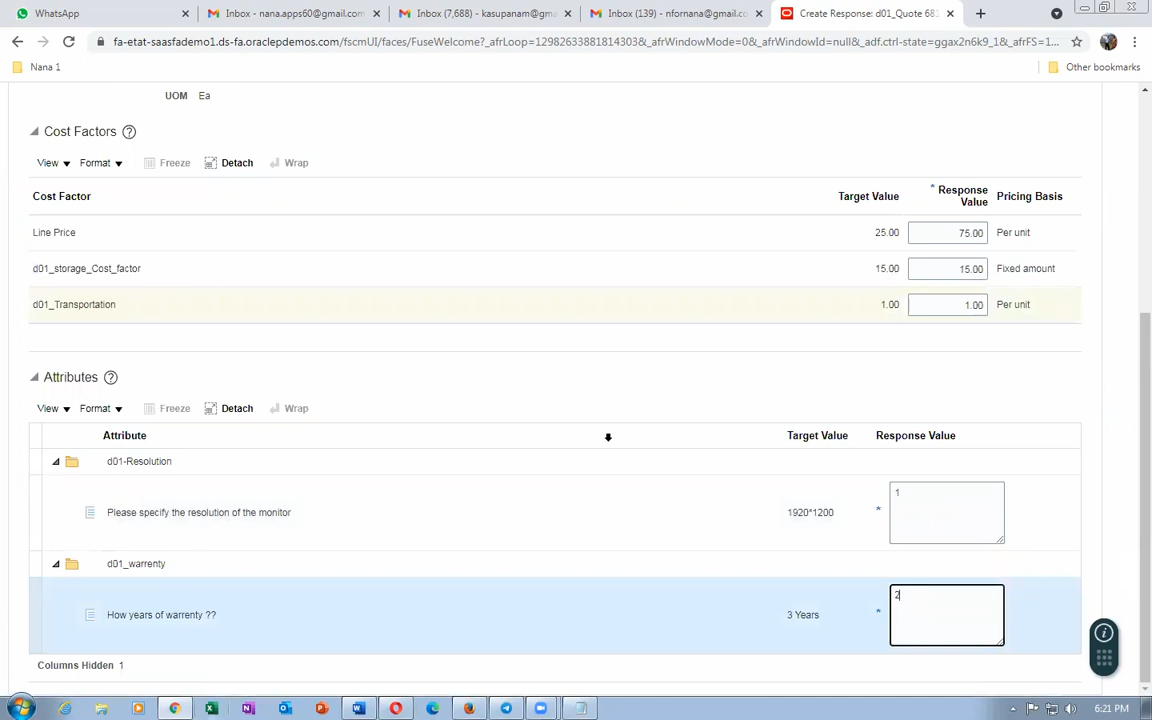 WhatsApp
Inbox - nana.apps60@gmail.com
Inbox (7,688) - kasupanam@gma
Inbox (139) - nfornana@gmail.co
Create Response: d01_Quote 681
fa-etat-saasfademo1.ds-fa.oraclepdemos.com/fscmUI/faces/FuseWelcome?_afrLoop=12982633881814303&_afrWindowMode=0&_afrWindowId=null&_adf.ctrl-state=ggax2n6k9_1&_afrFS=1...
Nana 1
Other bookmarks
UOM Ea
Cost Factors ?
View Format Freeze Detach Wrap
Cost Factor Target Value * Response Value Pricing Basis
Line Price 25.00 75.00 Per unit
d01_storage_Cost_factor 15.00 15.00 Fixed amount
d01_Transportation 1.00 1.00 Per unit
Attributes ?
View Format Freeze Detach Wrap
Attribute Target Value Response Value
d01-Resolution
Please specify the resolution of the monitor 1920*1200 * 1
d01_warrenty
How years of warrenty ?? 3 Years * 2
Columns Hidden 1
6:21 PM